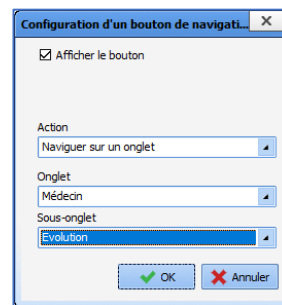 Configuration d'un bouton de navigati...
Afficher le bouton
Action
Naviguer sur un onglet
Onglet
Médecin
Sous-onglet
Evolution
OK
Annuler